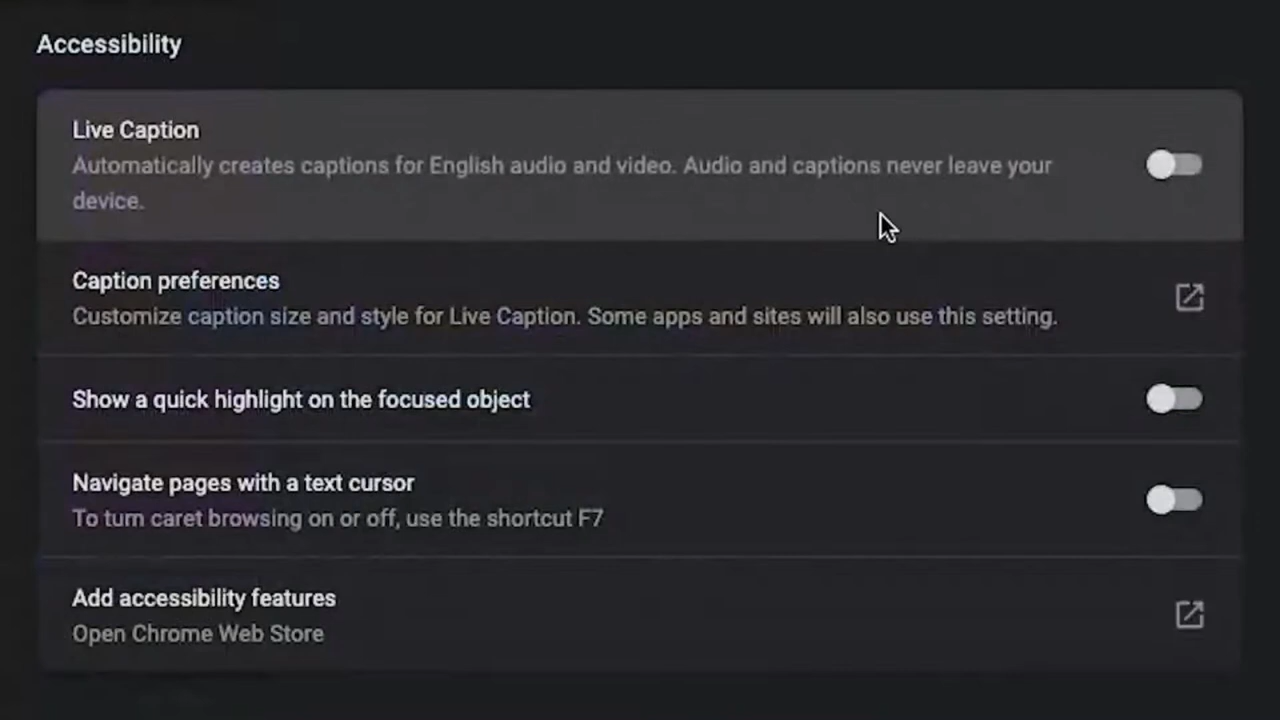 Accessibility
Live Caption
Automatically creates captions for English audio and video. Audio and captions never leave your
device.
Caption preferences
Customize caption size and style for Live Caption. Some apps and sites will also use this setting.
Show a quick highlight on the focused object
Navigate pages with a text cursor
To turn caret browsing on or off, use the shortcut F7
Add accessibility features
Open Chrome Web Store